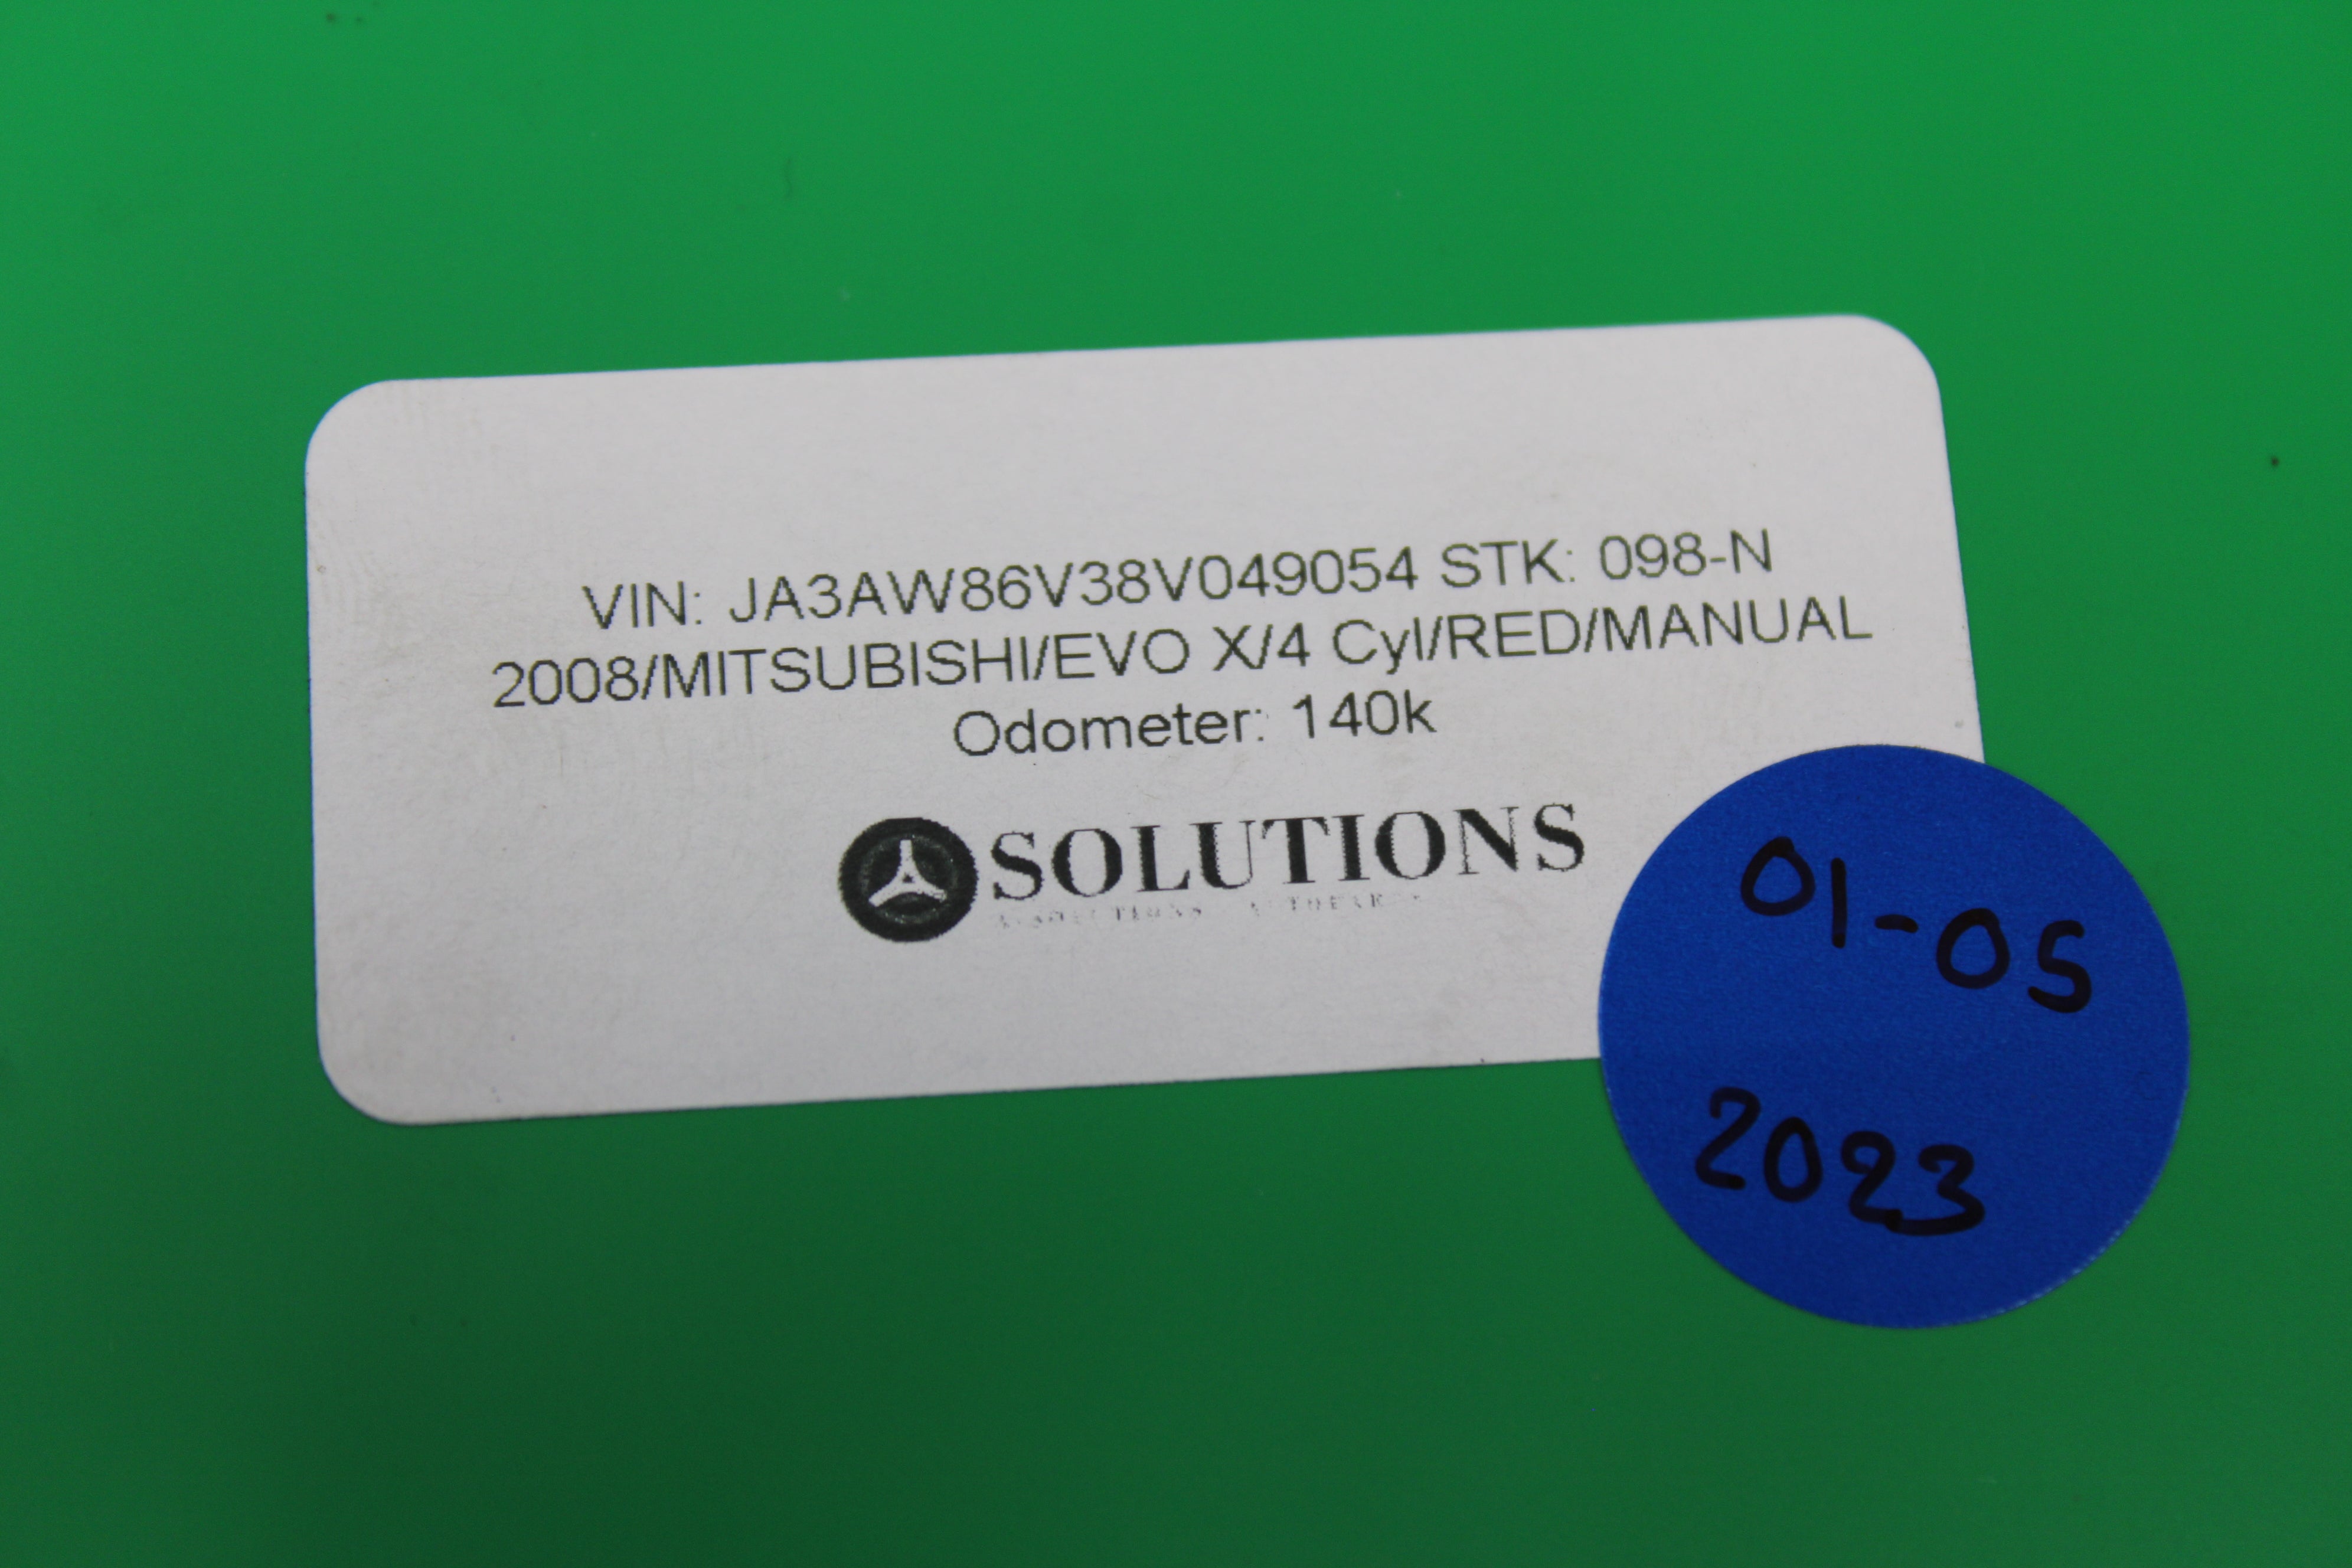 VIN: JA3AW86V38V049054 STK: 098-N
2008/MITSUBISHI/EVO X/4 Cyl/RED/MANUAL
Odometer: 140k
SOLUTIONS
01-05
2023